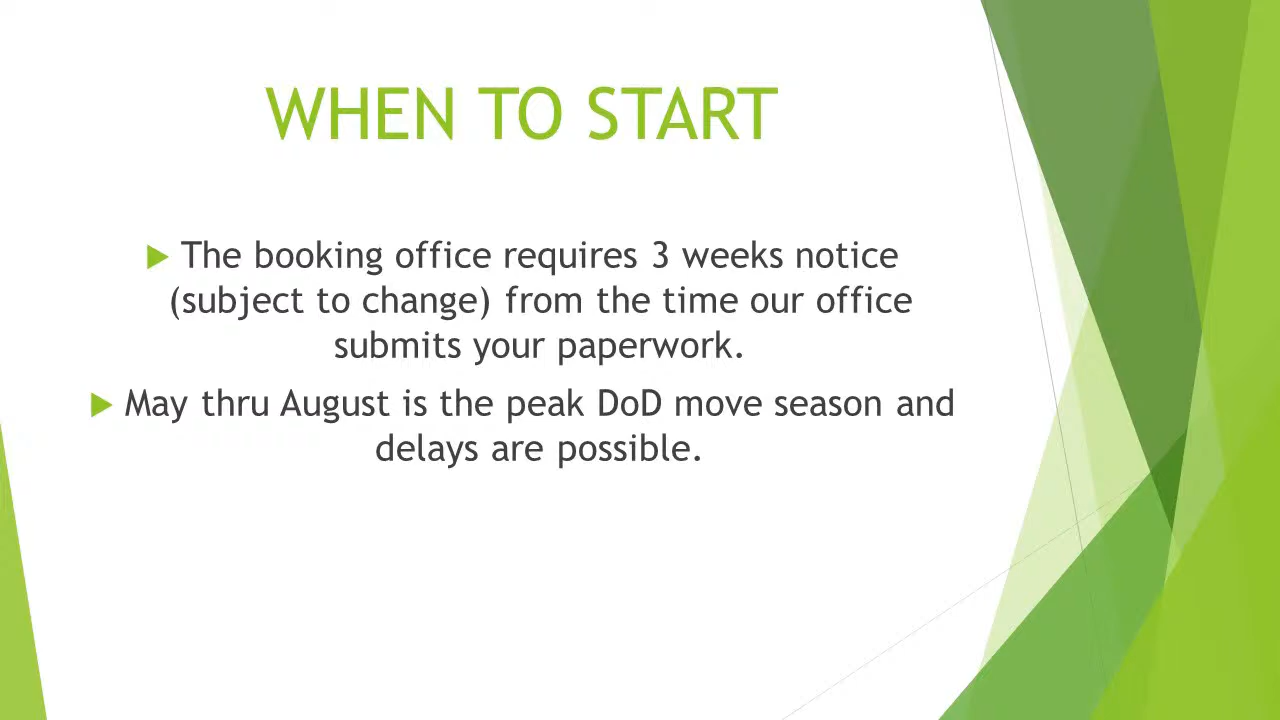 WHEN TO START
The booking office requires 3 weeks notice
(subject to change) from the time our office
submits your paperwork.
May thru August is the peak DoD move season and
delays are possible.